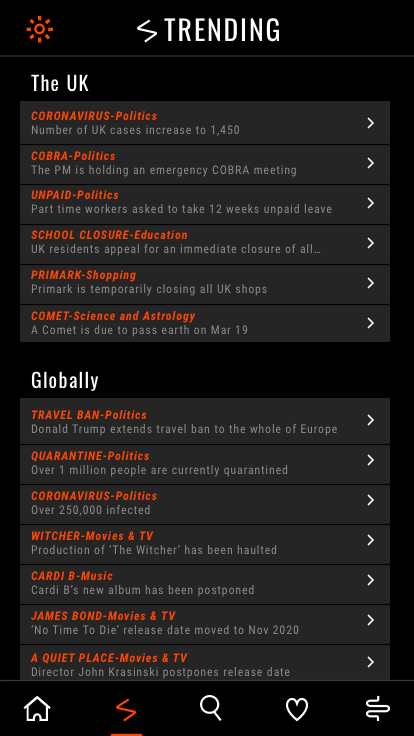 TRENDING
The UK
CORONAVIRUS-Politics
Number of UK cases increase to 1,450
COBRA-Politics
The PM is holding an emergency COBRA meeting
UNPAID-Politics
Part time workers asked to take 12 weeks unpaid leave
SCHOOL CLOSURE-Education
UK residents appeal for an immediate closure of all...
PRIMARK-Shopping
Primark is temporarily closing all UK shops
COMET-Science and Astrology
A Comet is due to pass earth on Mar 19
Globally
TRAVEL BAN-Politics
Donald Trump extends travel ban to the whole of Europe
QUARANTINE-Politics
Over 1 million people are currently quarantined
CORONAVIRUS-Politics
Over 250,000 infected
WITCHER-Movies & TV
Production of ‘The Witcher’ has been haulted
CARDI B-Music
Cardi B’s new album has been postponed
JAMES BOND-Movies & TV
‘No Time To Die’ release date moved to Nov 2020
A QUIET PLACE-Movies & TV
Director John Krasinski postpones release date